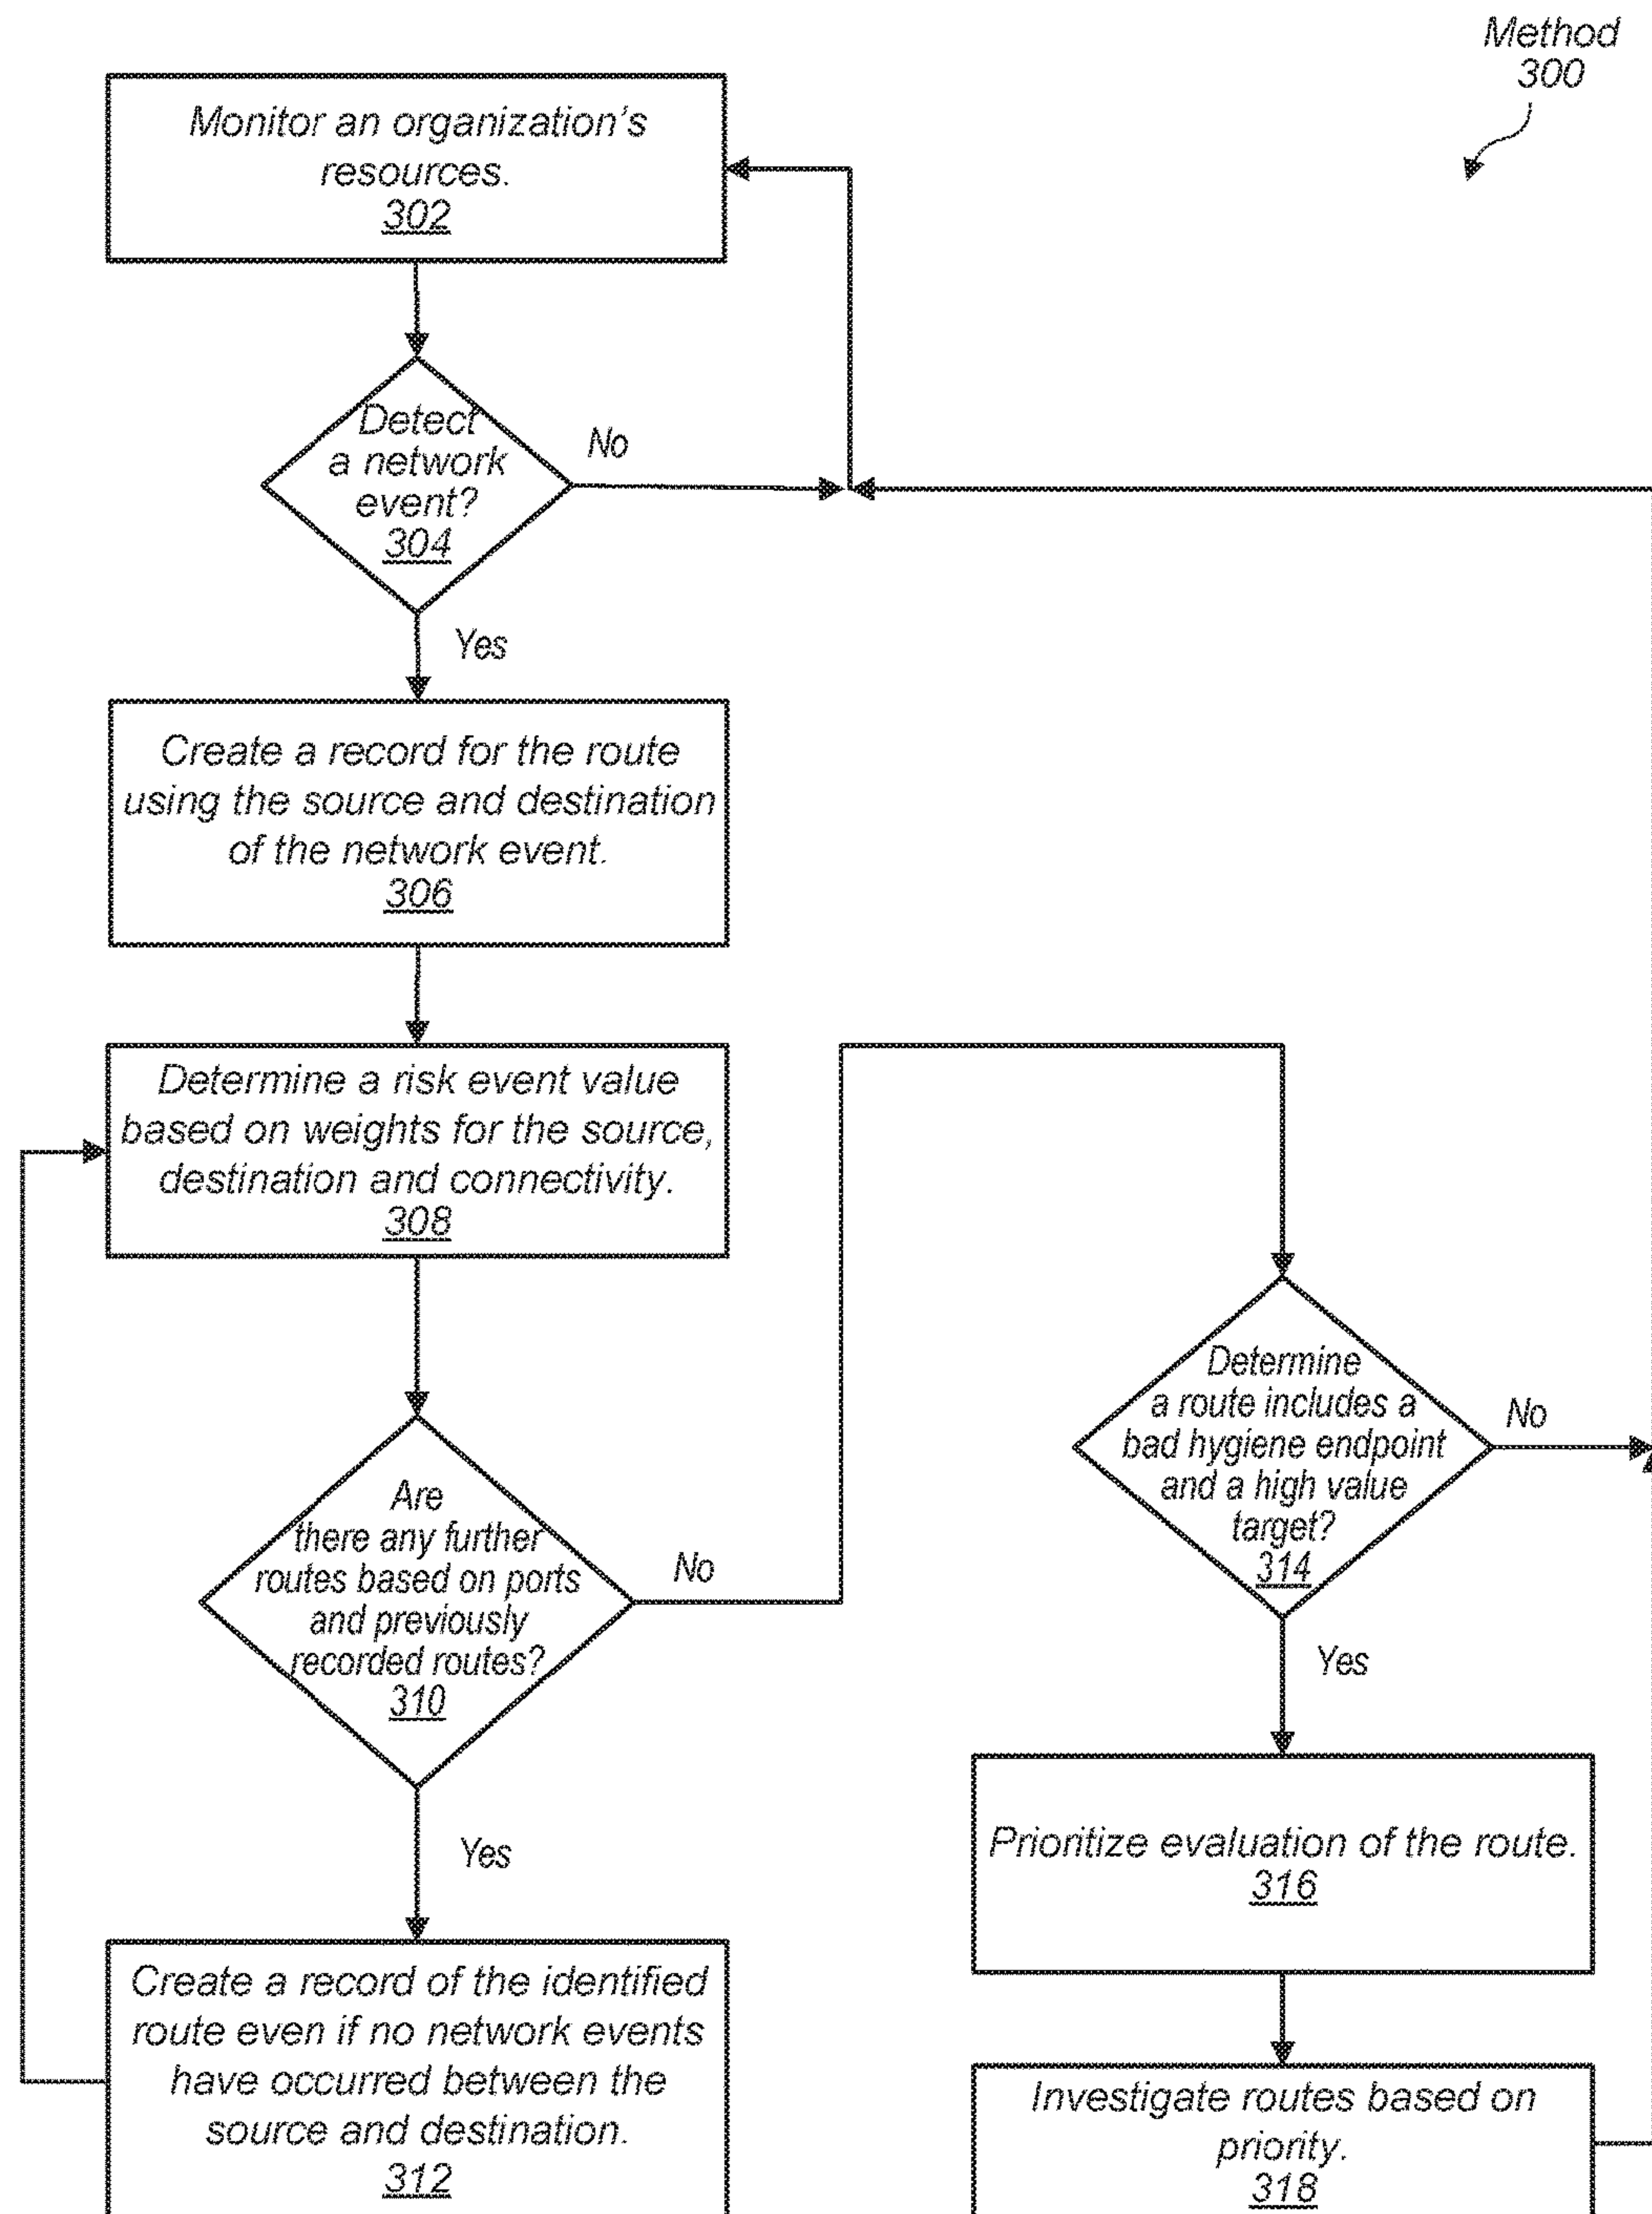 Method
300
Monitor an organization's
resources.
302
Detect
a network
event?
304
No
Yes
Create a record for the route
using the source and destination
of the network event.
306
Determine a risk event value
based on weights for the source,
destination and connectivity.
308
Are
there any further
routes based on ports
and previously
recorded routes?
310
No
Yes
Create a record of the identified
route even if no network events
have occurred between the
source and destination.
312
Determine
a route includes a
bad hygiene endpoint
and a high value
target?
314
No
Yes
Prioritize evaluation of the route.
316
Investigate routes based on
priority.
318